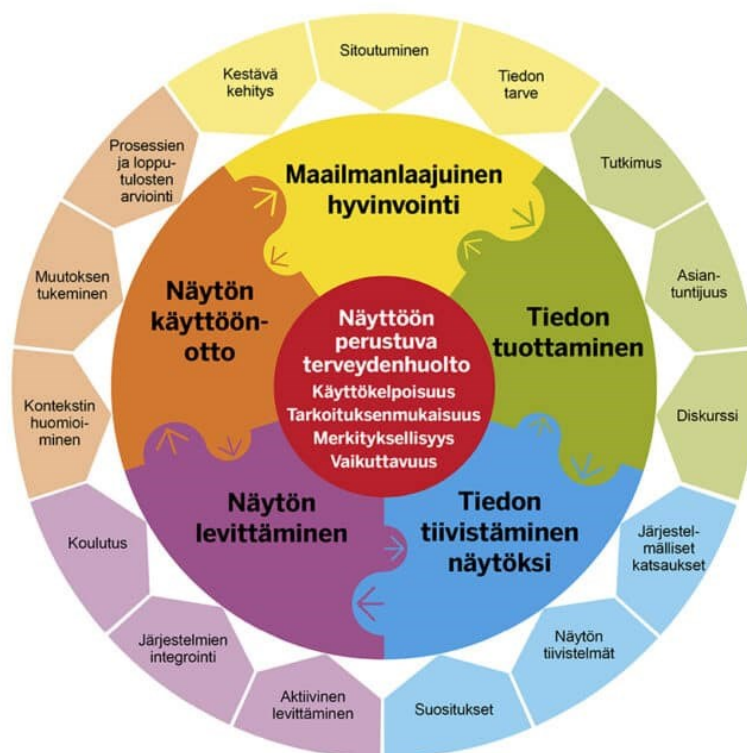 Sitoutuminen
Kestävä
kehitys
Tiedon
tarve
Prosessien
ja loppu-
tulosten
arviointi
Tutkimus
Maailmanlaajuinen
hyvinvointi
Muutoksen
tukeminen
Asian-
tuntijuus
Näytön
käyttöön-
otto
Näyttöön
perustuva
terveydenhuolto
Käyttökelpoisuus
Tarkoituksenmukaisuus
Merkityksellisyys
Vaikuttavuus
Tiedon
tuottaminen
Kontekstin
huomioi-
minen
Diskurssi
Näytön
levittäminen
Tiedon
tiivistäminen
näytöksi
Koulutus
Järjestel-
mälliset
katsaukset
Järjestelmien
integrointi
Näytön
tiivistelmät
Aktiivinen
levittäminen
Suositukset